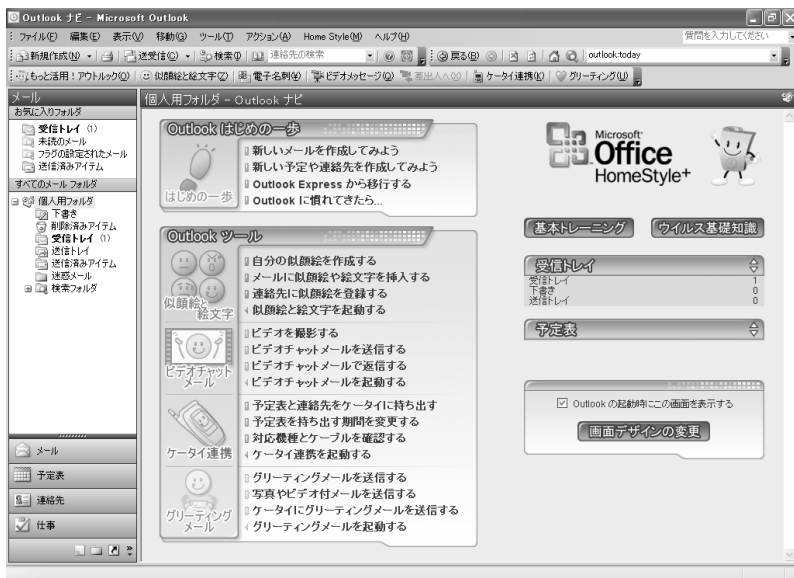 Outlook ナビ - Microsoft Outlook
ファイル(F) 編集(E) 表示(V) 移動(G) ツール(T) アクション(A) Home Style(M) ヘルプ(H)
質問を入力してください
新規作成(N) 送受信(C) 検索(I) 連絡先の検索 戻る(B) outlook:today
もっと活用！アウトルック(O) 似顔絵と絵文字(Z) 電子名刺(W) ビデオメッセージ(Q) 差出人へ(X) ケータイ連携(K) グリーティング(U)
メール
個人用フォルダ - Outlook ナビ
お気に入りフォルダ
受信トレイ (1)
未読のメール
フラグの設定されたメール
送信済みアイテム
すべてのメール フォルダ
個人用フォルダ
下書き
削除済みアイテム
受信トレイ (1)
送信トレイ
送信済みアイテム
迷惑メール
検索フォルダ
メール
予定表
連絡先
仕事
Outlook はじめの一歩
はじめの一歩
新しいメールを作成してみよう
新しい予定や連絡先を作成してみよう
Outlook Express から移行する
Outlook に慣れてきたら...
Outlook ツール
似顔絵と
絵文字
自分の似顔絵を作成する
メールに似顔絵や絵文字を挿入する
連絡先に似顔絵を登録する
似顔絵と絵文字を起動する
ビデオチャット
メール
ビデオを撮影する
ビデオチャットメールを送信する
ビデオチャットメールで返信する
ビデオチャットメールを起動する
ケータイ連携
予定表と連絡先をケータイに持ち出す
予定表を持ち出す期間を変更する
対応機種とケーブルを確認する
ケータイ連携を起動する
グリーティング
メール
グリーティングメールを送信する
写真やビデオ付メールを送信する
ケータイにグリーティングメールを送信する
グリーティングメールを起動する
Microsoft
Office
HomeStyle+
基本トレーニング ウイルス基礎知識
受信トレイ
受信トレイ 1
下書き 0
送信トレイ 0
予定表
Outlook の起動時にこの画面を表示する
画面デザインの変更